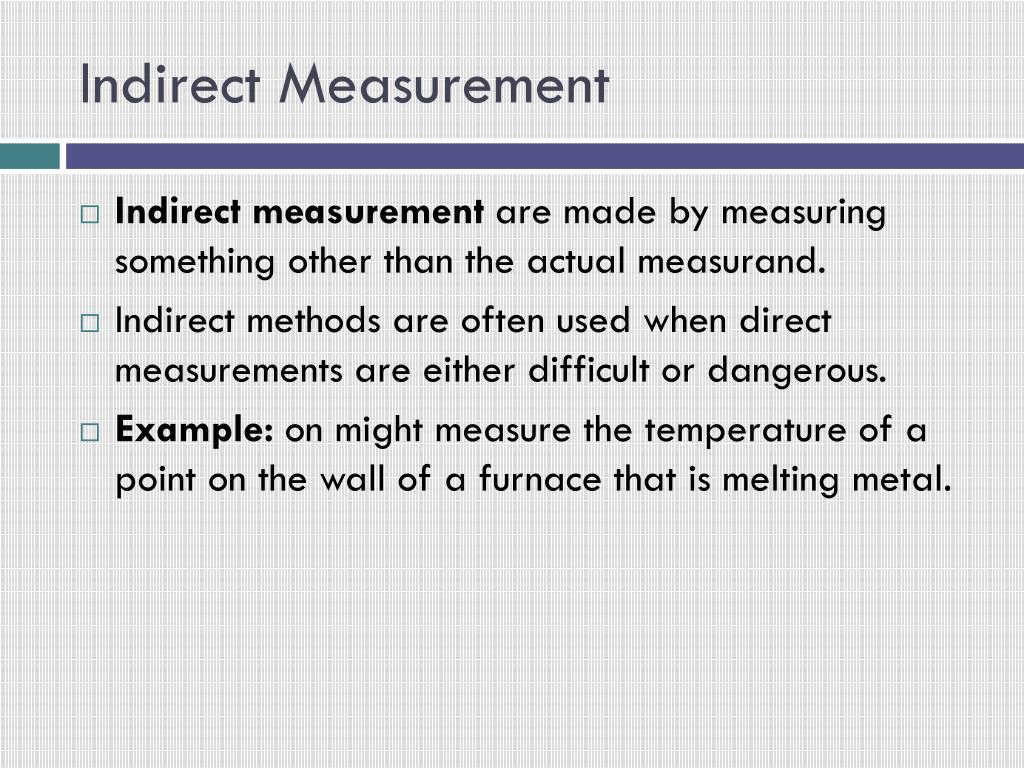 Indirect Measurement
Indirect measurement are made by measuring
something other than the actual measurand.
Indirect methods are often used when direct
measurements are either difficult or dangerous.
Example: on might measure the temperature of a
point on the wall of a furnace that is melting metal.